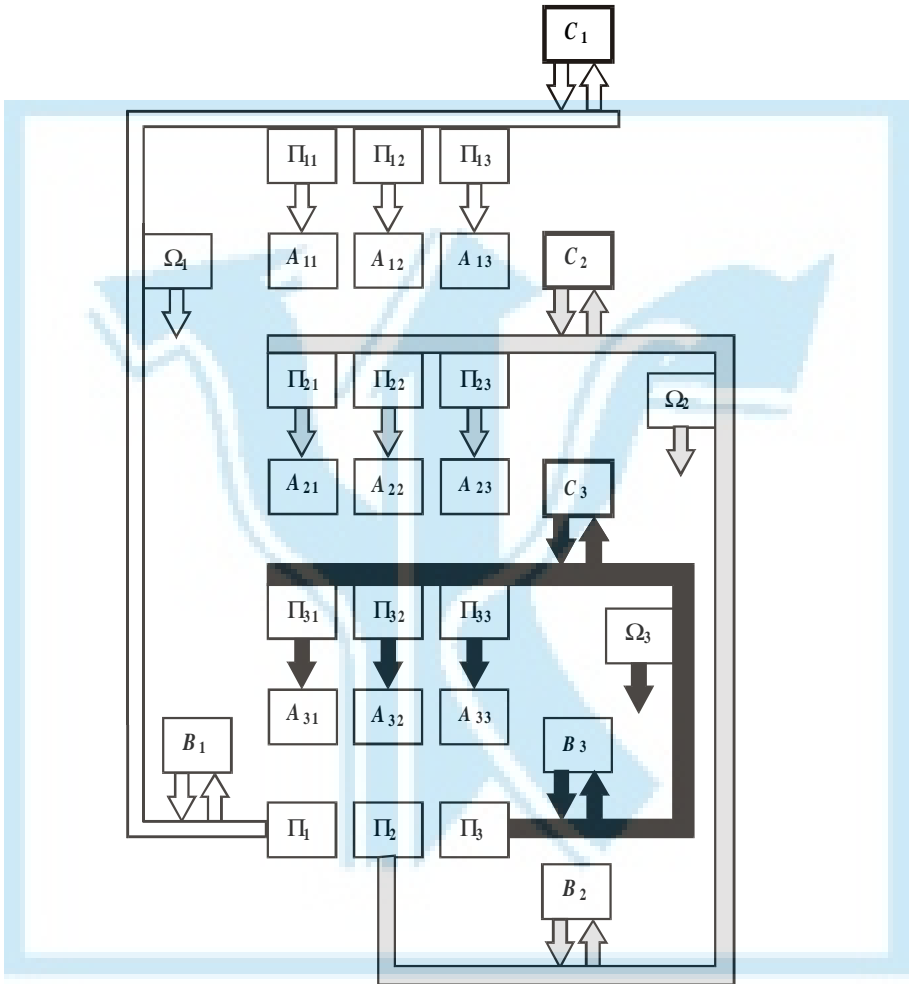 C₁
Π₁₁ Π₁₂ Π₁₃
Ω₁ A₁₁ A₁₂ A₁₃ C₂
Π₂₁ Π₂₂ Π₂₃ Ω₂
A₂₁ A₂₂ A₂₃ C₃
Π₃₁ Π₃₂ Π₃₃ Ω₃
A₃₁ A₃₂ A₃₃
B₁ B₃
Π₁ Π₂ Π₃
B₂